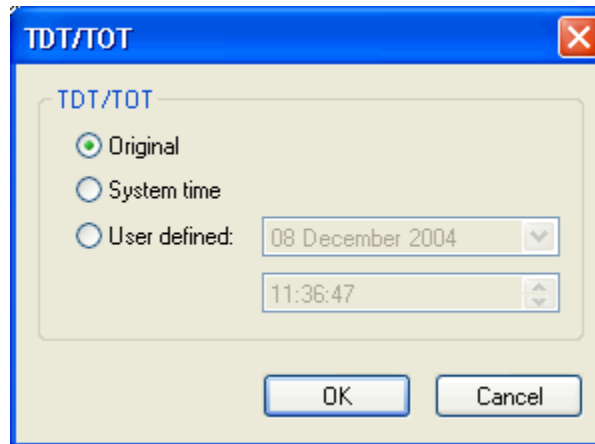 TDT/TOT
TDT/TOT
Original
System time
User defined: 08 December 2004
11:36:47
OK Cancel